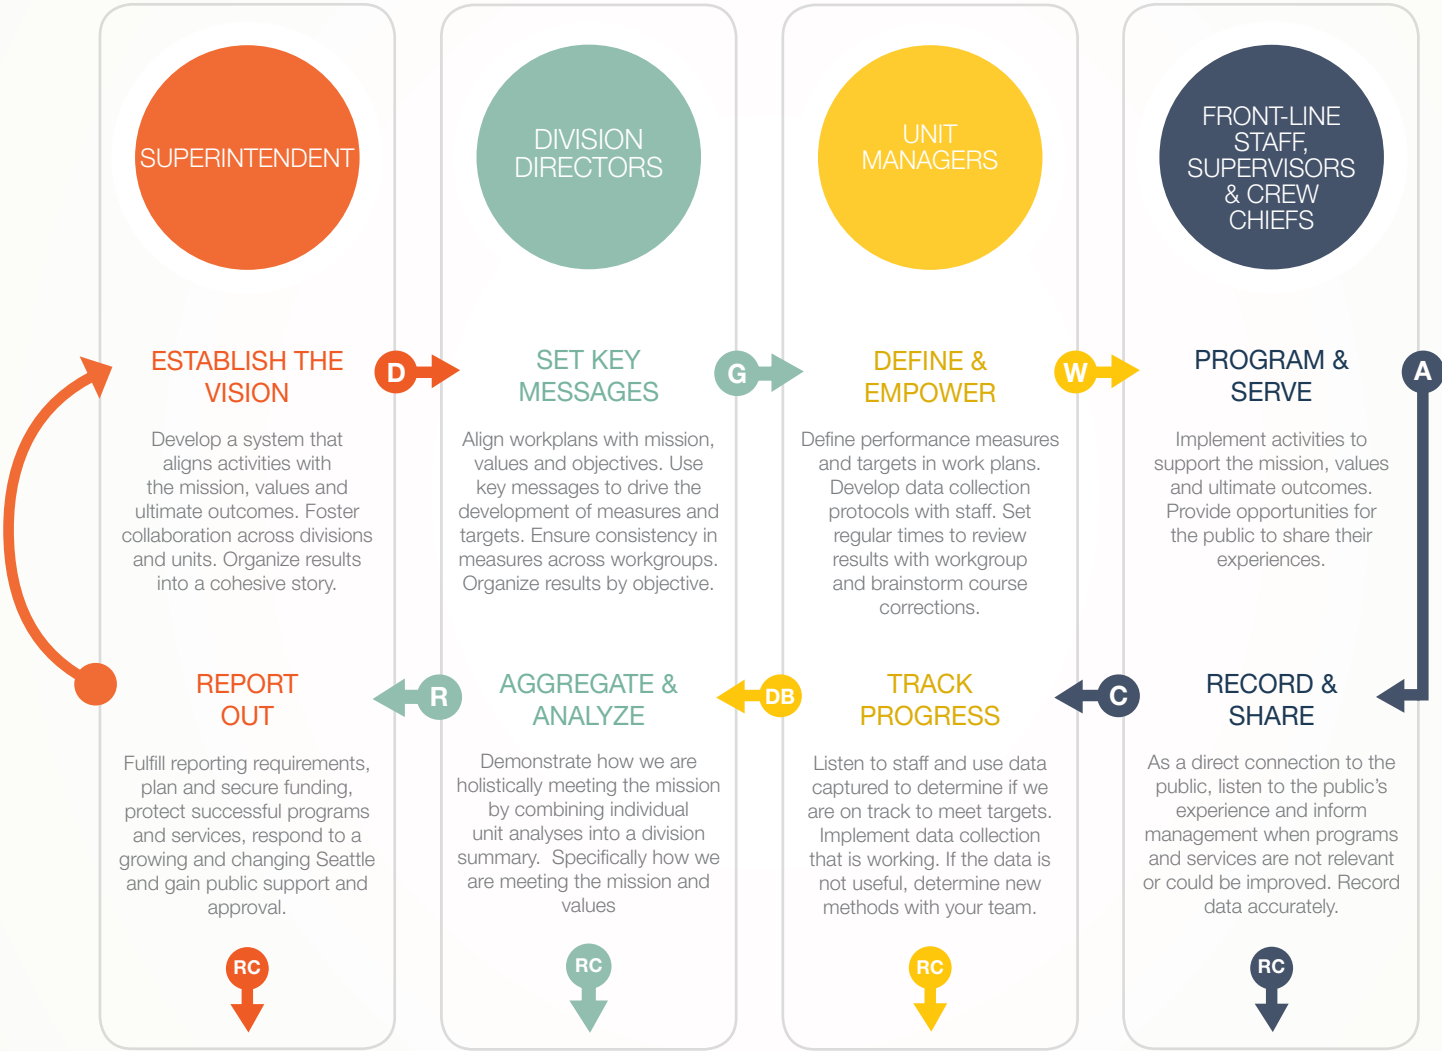 SUPERINTENDENT
DIVISION
DIRECTORS
UNIT
MANAGERS
FRONT-LINE
STAFF,
SUPERVISORS
& CREW
CHIEFS
ESTABLISH THE
VISION
Develop a system that
aligns activities with
the mission, values and
ultimate outcomes. Foster
collaboration across divisions
and units. Organize results
into a cohesive story.
D
SET KEY
MESSAGES
Align workplans with mission,
values and objectives. Use
key messages to drive the
development of measures and
targets. Ensure consistency in
measures across workgroups.
Organize results by objective.
G
DEFINE &
EMPOWER
Define performance measures
and targets in work plans.
Develop data collection
protocols with staff. Set
regular times to review
results with workgroup
and brainstorm course
corrections.
W
PROGRAM &
SERVE
Implement activities to
support the mission, values
and ultimate outcomes.
Provide opportunities for
the public to share their
experiences.
A
REPORT
OUT
Fulfill reporting requirements,
plan and secure funding,
protect successful programs
and services, respond to a
growing and changing Seattle
and gain public support and
approval.
R
AGGREGATE &
ANALYZE
Demonstrate how we are
holistically meeting the mission
by combining individual
unit analyses into a division
summary.  Specifically how we
are meeting the mission and
values
DB
TRACK
PROGRESS
Listen to staff and use data
captured to determine if we
are on track to meet targets.
Implement data collection
that is working. If the data is
not useful, determine new
methods with your team.
C
RECORD &
SHARE
As a direct connection to the
public, listen to the public's
experience and inform
management when programs
and services are not relevant
or could be improved. Record
data accurately.
RC
RC
RC
RC